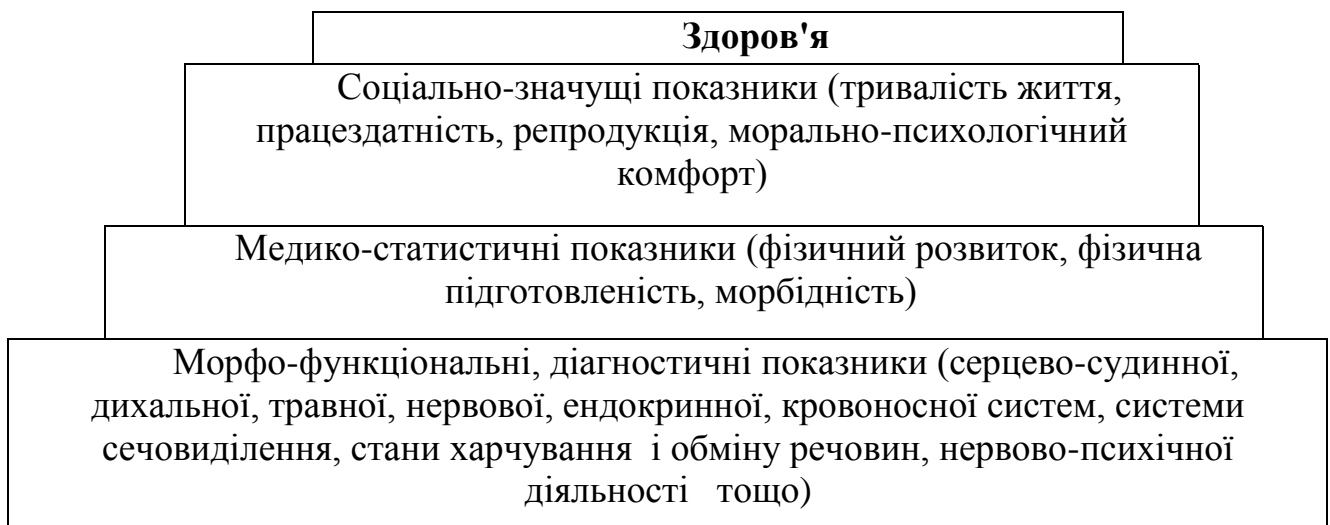 Здоров'я
Соціально-значущі показники (тривалість життя,
працездатність, репродукція, морально-психологічний
комфорт)
Медико-статистичні показники (фізичний розвиток, фізична
підготовленість, морбідність)
Морфо-функціональні, діагностичні показники (серцево-судинної,
дихальної, травної, нервової, ендокринної, кровоносної систем, системи
сечовиділення, стани харчування і обміну речовин, нервово-психічної
діяльності тощо)